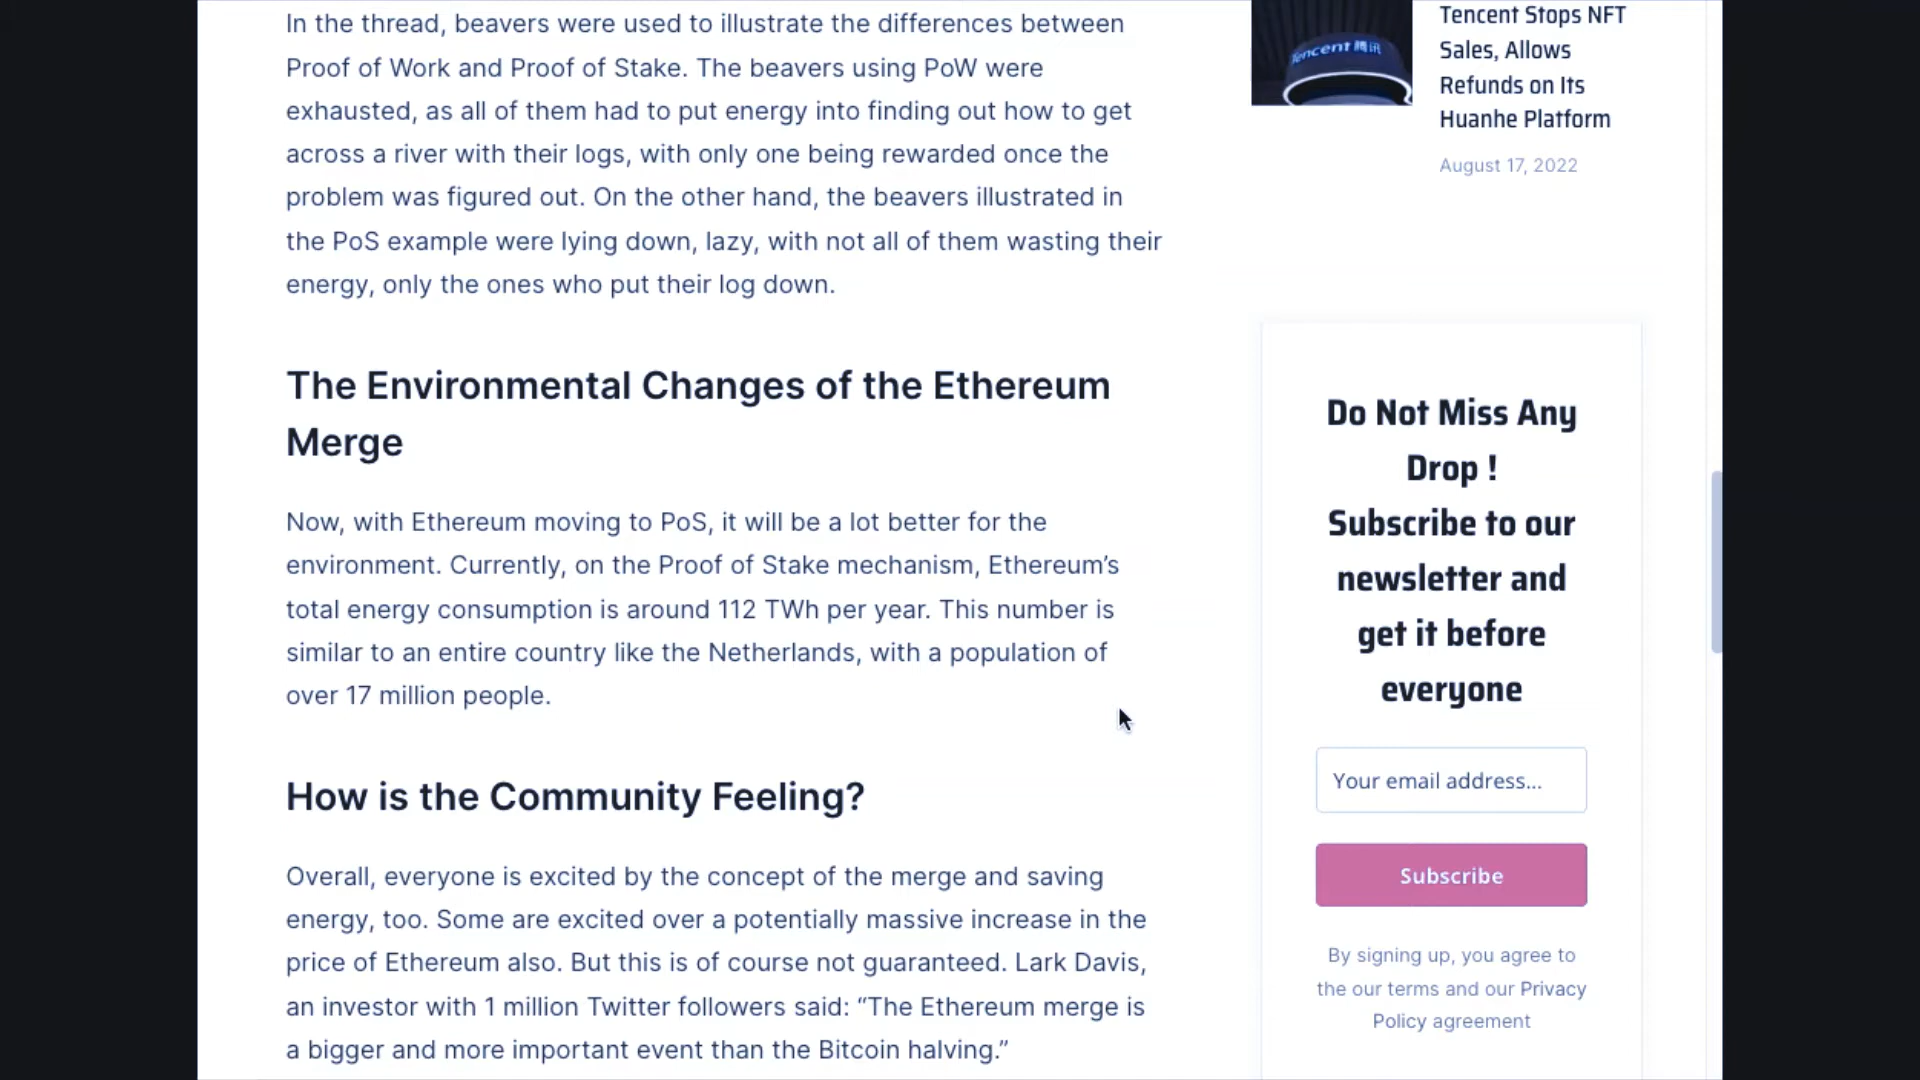 In the thread, beavers were used to illustrate the differences between
Proof of Work and Proof of Stake. The beavers using PoW were
exhausted, as all of them had to put energy into finding out how to get
across a river with their logs, with only one being rewarded once the
problem was figured out. On the other hand, the beavers illustrated in
the PoS example were lying down, lazy, with not all of them wasting their
energy, only the ones who put their log down.
The Environmental Changes of the Ethereum
Merge
Now, with Ethereum moving to PoS, it will be a lot better for the
environment. Currently, on the Proof of Stake mechanism, Ethereum’s
total energy consumption is around 112 TWh per year. This number is
similar to an entire country like the Netherlands, with a population of
over 17 million people.
How is the Community Feeling?
Overall, everyone is excited by the concept of the merge and saving
energy, too. Some are excited over a potentially massive increase in the
price of Ethereum also. But this is of course not guaranteed. Lark Davis,
an investor with 1 million Twitter followers said: “The Ethereum merge is
a bigger and more important event than the Bitcoin halving.”
Tencent 腾讯
Tencent Stops NFT
Sales, Allows
Refunds on Its
Huanhe Platform
August 17, 2022
Do Not Miss Any
Drop !
Subscribe to our
newsletter and
get it before
everyone
Your email address...
Subscribe
By signing up, you agree to
the our terms and our Privacy
Policy agreement